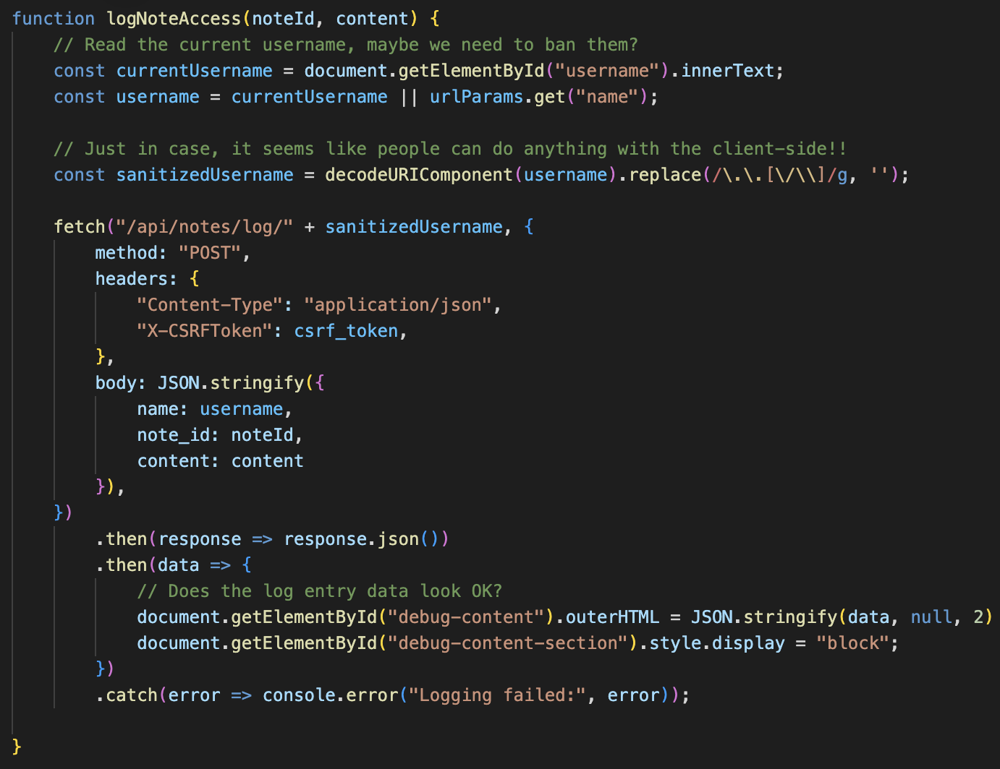 function logNoteAccess(noteId, content) {
    // Read the current username, maybe we need to ban them?
    const currentUsername = document.getElementById("username").innerText;
    const username = currentUsername || urlParams.get("name");

    // Just in case, it seems like people can do anything with the client-side!!
    const sanitizedUsername = decodeURIComponent(username).replace(/\.\.[\/\\]/g, '');

    fetch("/api/notes/log/" + sanitizedUsername, {
        method: "POST",
        headers: {
            "Content-Type": "application/json",
            "X-CSRFToken": csrf_token,
        },
        body: JSON.stringify({
            name: username,
            note_id: noteId,
            content: content
        }),
    })
        .then(response => response.json())
        .then(data => {
            // Does the log entry data look OK?
            document.getElementById("debug-content").outerHTML = JSON.stringify(data, null, 2)
            document.getElementById("debug-content-section").style.display = "block";
        })
        .catch(error => console.error("Logging failed:", error));

}